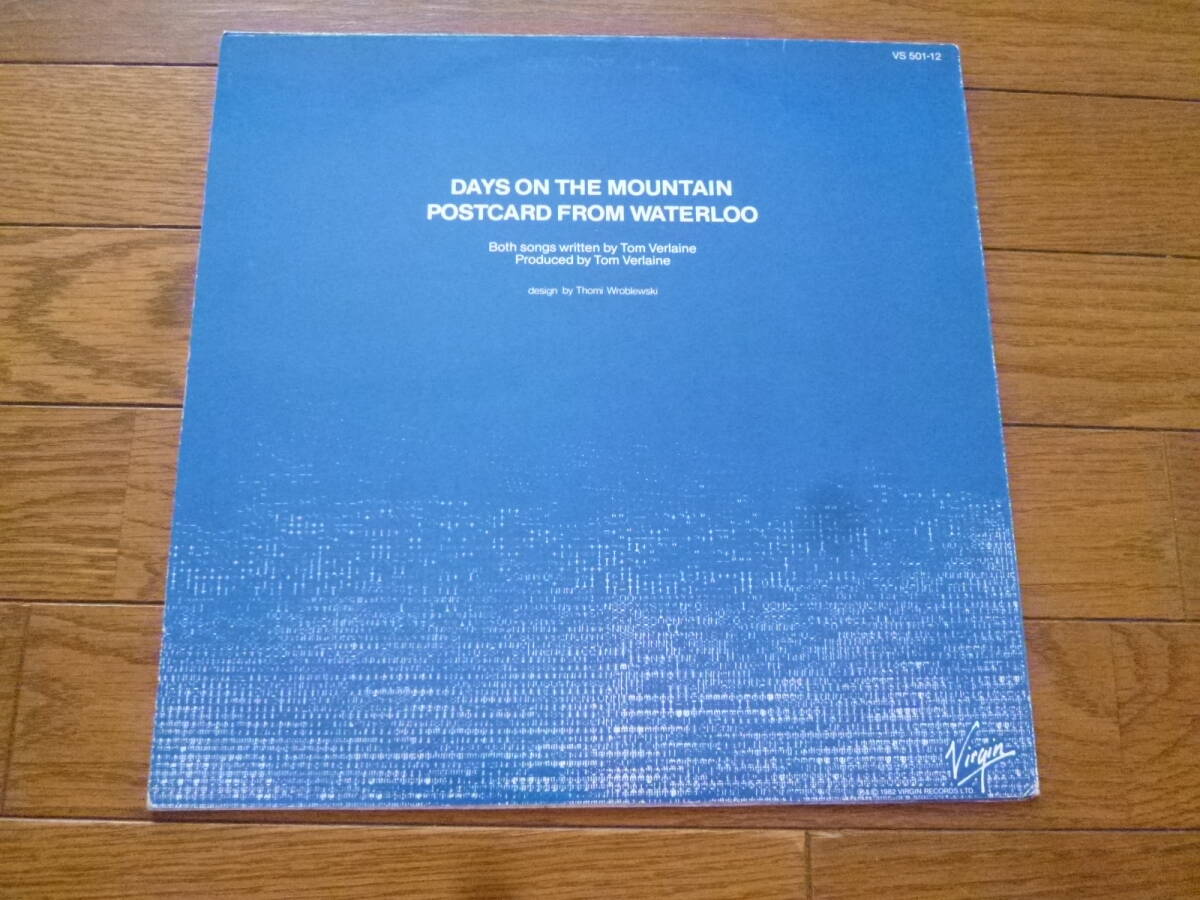 VS 501-12
DAYS ON THE MOUNTAIN
POSTCARD FROM WATERLOO
Both songs written by Tom Verlaine
Produced by Tom Verlaine
design by Thomi Wroblewski
Virgin
℗ © 1982 VIRGIN RECORDS LTD.